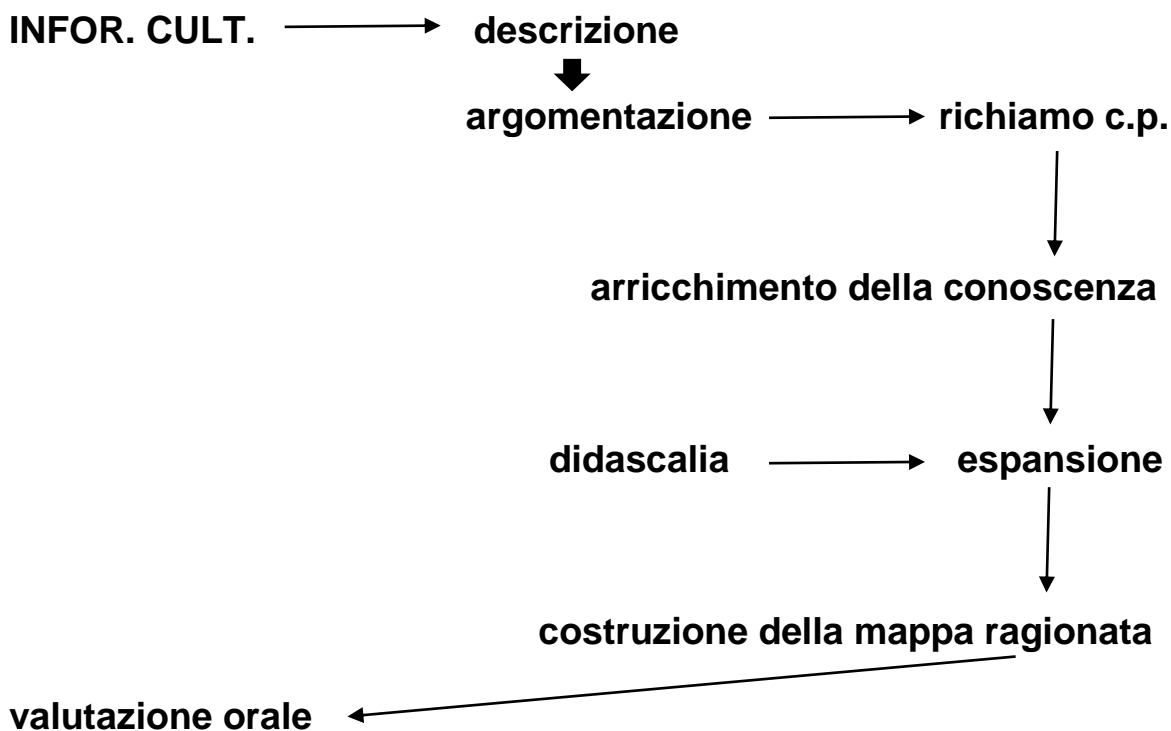 INFOR. CULT. descrizione
argomentazione richiamo c.p.
arricchimento della conoscenza
didascalia espansione
costruzione della mappa ragionata
valutazione orale